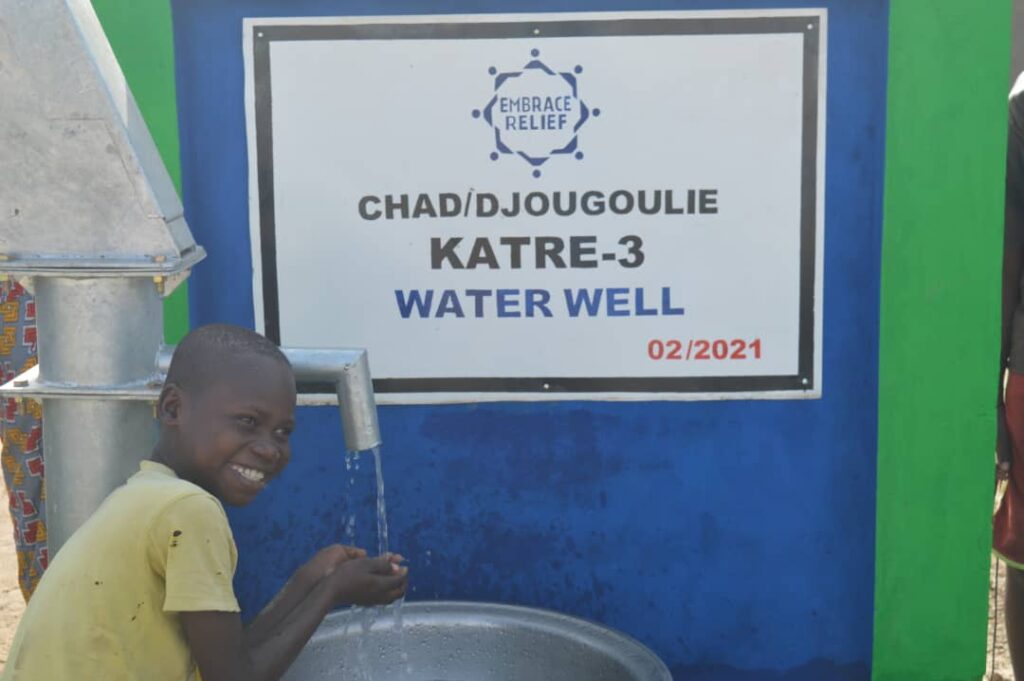 EMBRACE
RELIEF
CHAD/DJOUGOULIE
KATRE-3
WATER WELL
02/2021